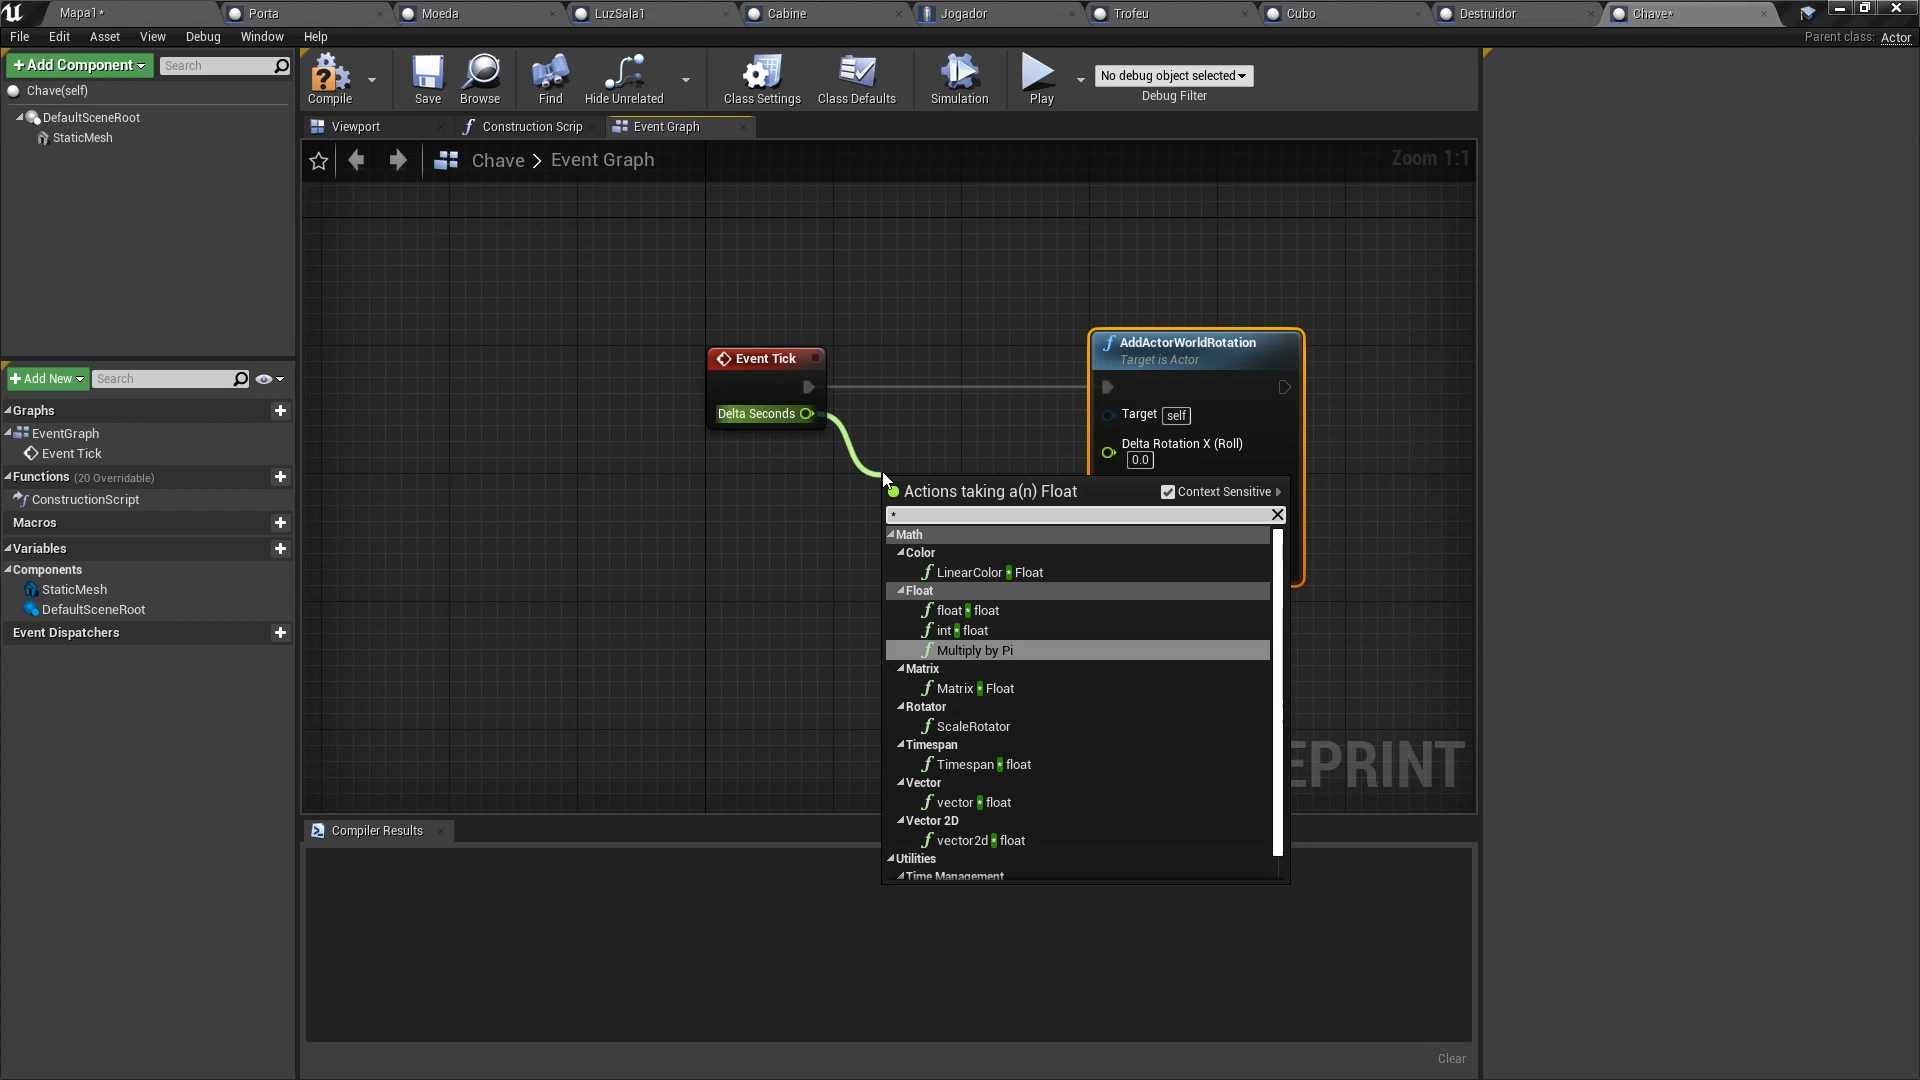 Mapa1*
Porta
Moeda
LuzSala1
Cabine
Jogador
Trofeu
Cubo
Destruidor
Chave*
File Edit Asset View Debug Window Help
Parent class: Actor
+Add Component
Search
Chave(self)
DefaultSceneRoot
StaticMesh
Compile
Save
Browse
Find
Hide Unrelated
Class Settings
Class Defaults
Simulation
Play
No debug object selected
Debug Filter
Viewport
Construction Scrip
Event Graph
Chave > Event Graph
Zoom 1:1
+Add New
Search
Graphs
EventGraph
Event Tick
Functions (20 Overridable)
ConstructionScript
Macros
Variables
Components
StaticMesh
DefaultSceneRoot
Event Dispatchers
Event Tick
Delta Seconds
AddActorWorldRotation
Target is Actor
Target self
Delta Rotation X (Roll)
0.0
Actions taking a(n) Float
Context Sensitive
*
Math
Color
LinearColor * Float
Float
float * float
int * float
Multiply by Pi
Matrix
Matrix * Float
Rotator
ScaleRotator
Timespan
Timespan * float
Vector
vector * float
Vector 2D
vector2d * float
Utilities
Time Management
EPRINT
Compiler Results
Clear